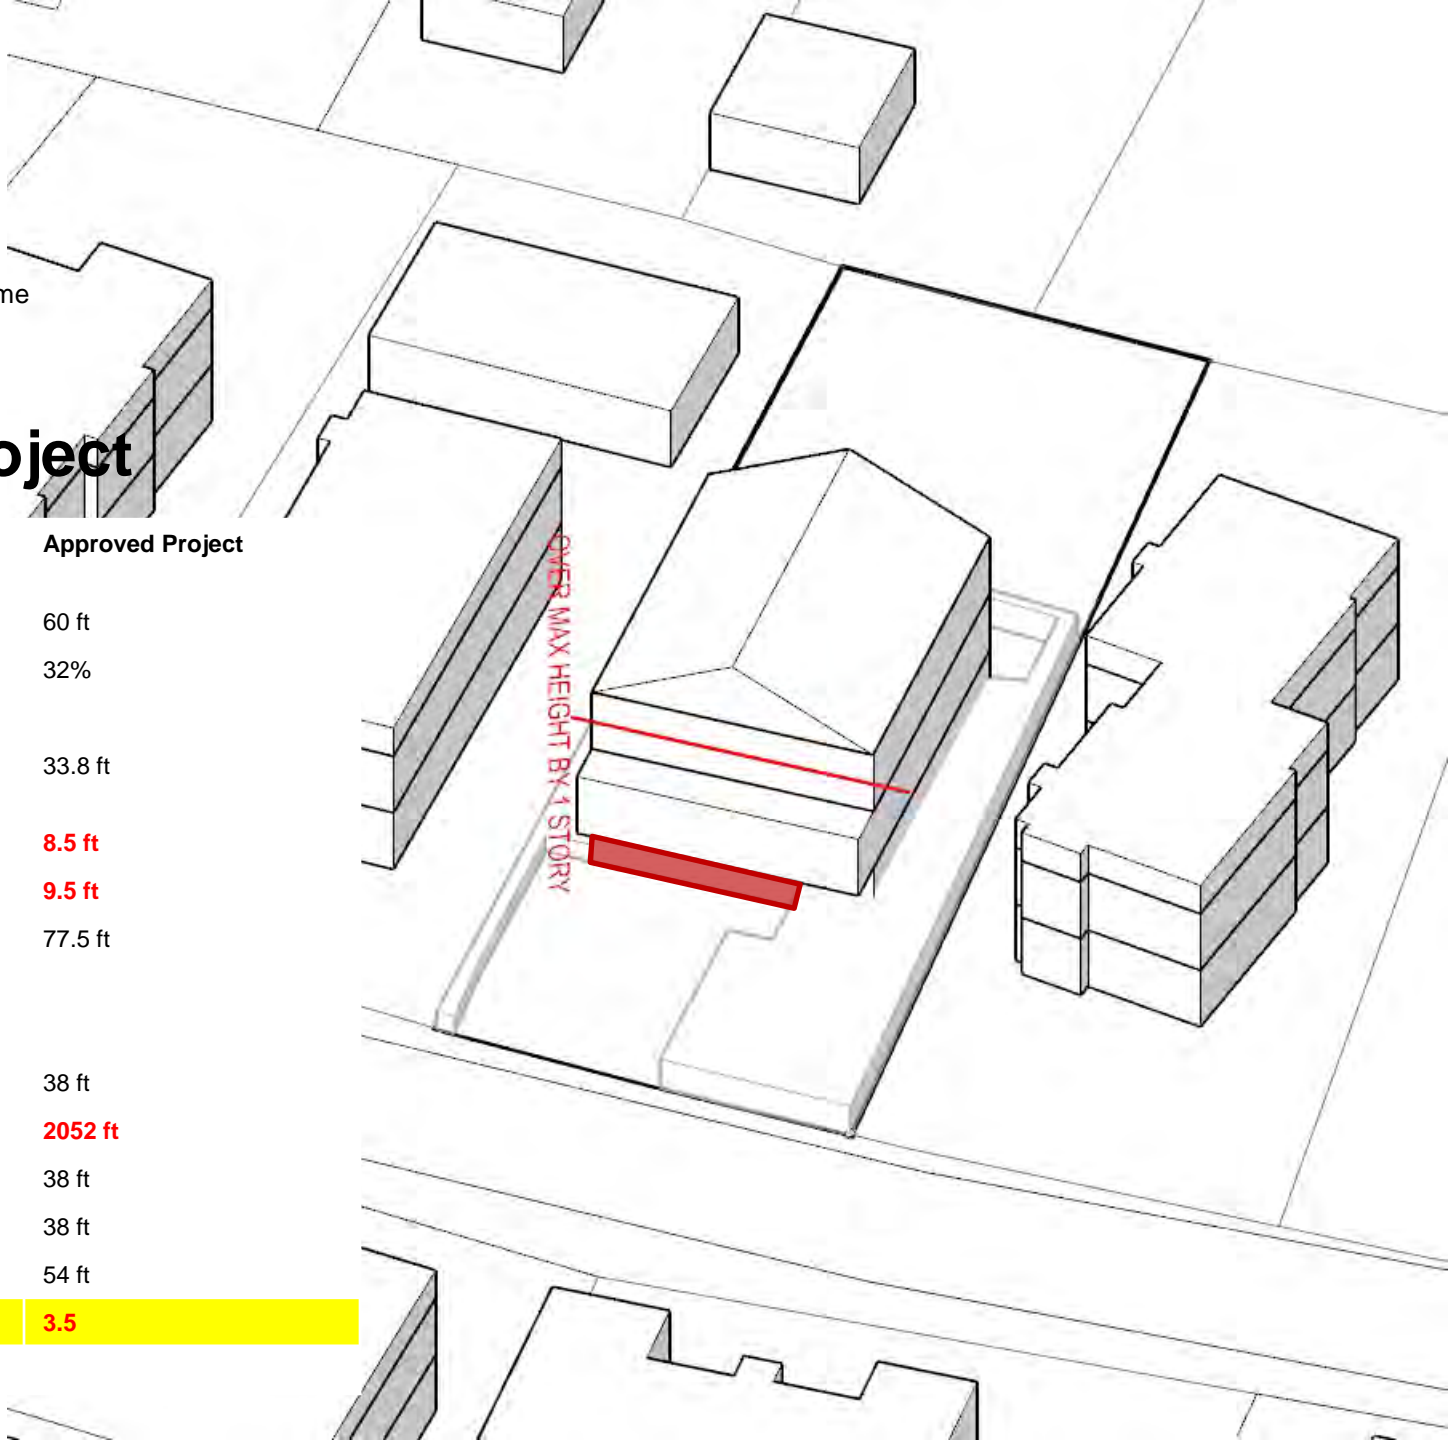 me
oject
Approved Project
60 ft
32%
33.8 ft
8.5 ft
9.5 ft
77.5 ft
38 ft
2052 ft
38 ft
38 ft
54 ft
3.5
OVER MAX HEIGHT BY 1 STORY